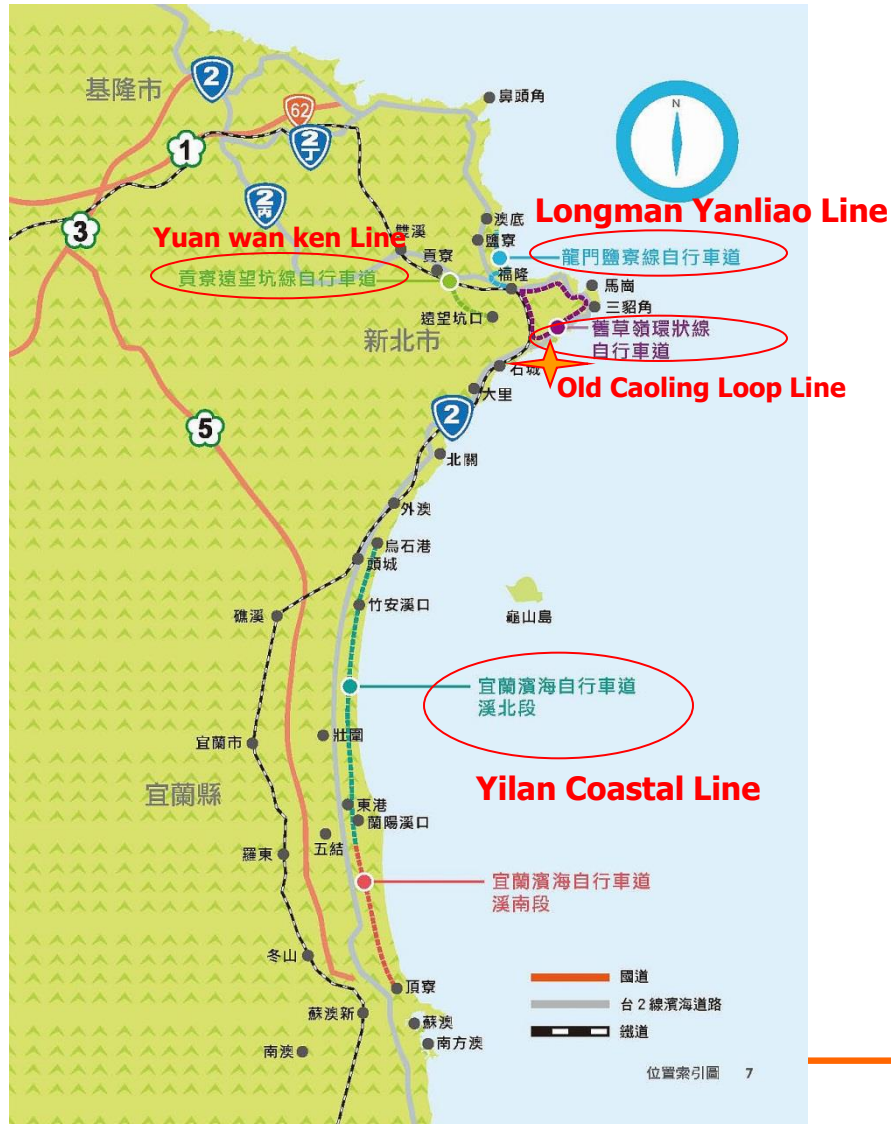 基隆市
2
62
1
2
丁
2
丙
3
鼻頭角
N
澳底
Longman Yanliao Line
鹽寮
龍門鹽寮線自行車道
Yuan wan ken Line
雙溪
貢寮
貢寮遠望坑線自行車道
福隆
馬崗
三貂角
遠望坑口
新北市
舊草嶺環狀線
自行車道
石城
Old Caoling Loop Line
大里
2
5
北關
外澳
烏石港
頭城
竹安溪口
礁溪
龜山島
宜蘭濱海自行車道
溪北段
壯圍
宜蘭市
Yilan Coastal Line
宜蘭縣
東港
蘭陽溪口
五結
羅東
宜蘭濱海自行車道
溪南段
冬山
頂寮
國道
台2線濱海道路
鐵道
蘇澳新
蘇澳
南方澳
南澳
位置索引圖 7